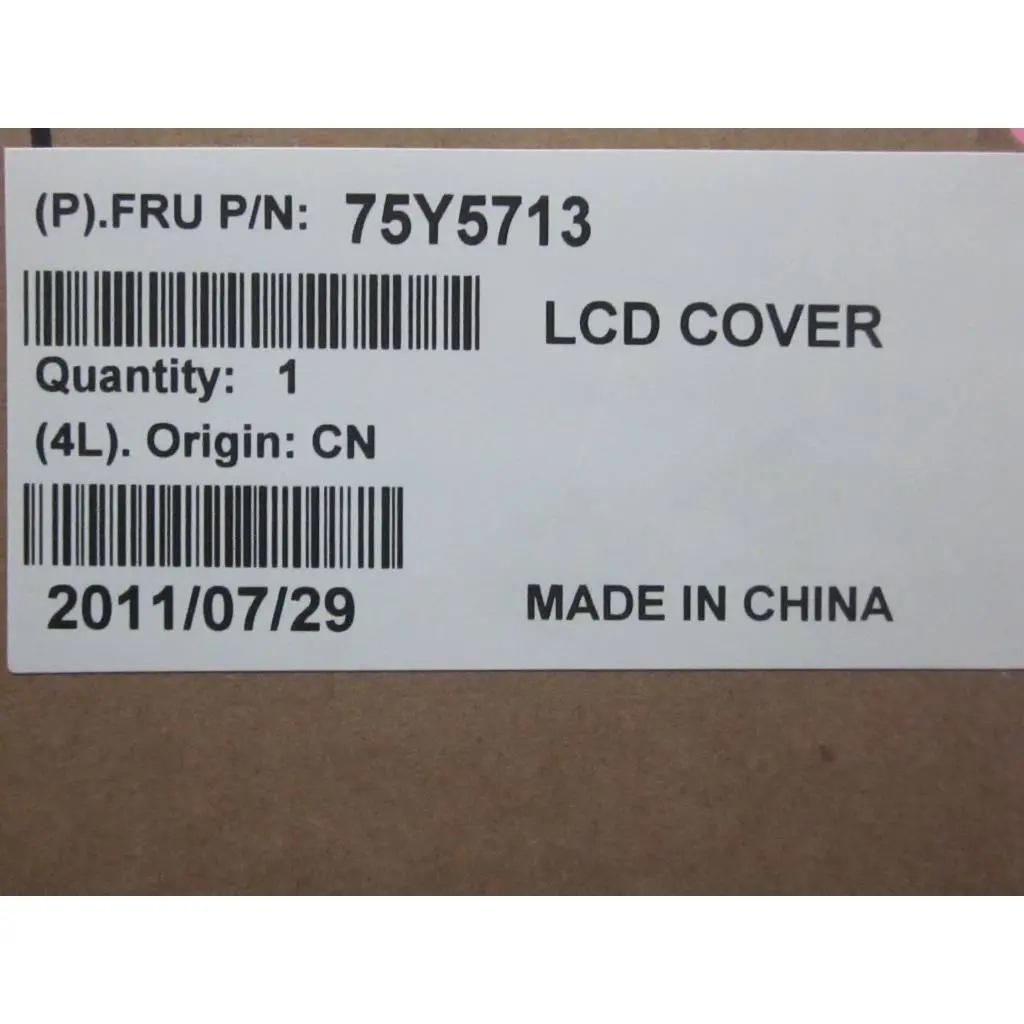 (P).FRU P/N: 75Y5713
LCD COVER
Quantity: 1
(4L). Origin: CN
2011/07/29
MADE IN CHINA